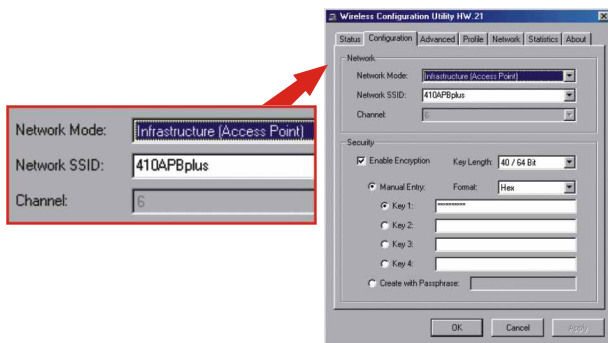 Wireless Configuration Utility HW.21
Status Configuration Advanced Profile Network Statistics About
Network
Network Mode: Infrastructure (Access Point)
Network SSID: 410APBplus
Channel: 6
Security
Enable Encryption Key Length: 40 / 64 Bit
Manual Entry: Format: Hex
Key 1: **********
Key 2:
Key 3:
Key 4:
Create with Passphrase:
OK Cancel Apply
Network Mode: Infrastructure (Access Point)
Network SSID: 410APBplus
Channel: 6